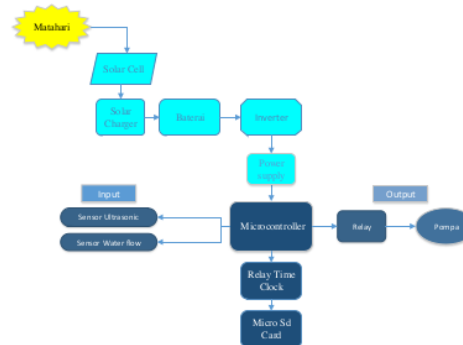 Matahari
Solar Cell
Solar
Charger
Baterai
Inverter
Power
supply
Input
Output
Sensor Ultrasonic
Sensor Water flow
Microcontroller
Relay
Pompa
Relay Time
Clock
Micro Sd
Card